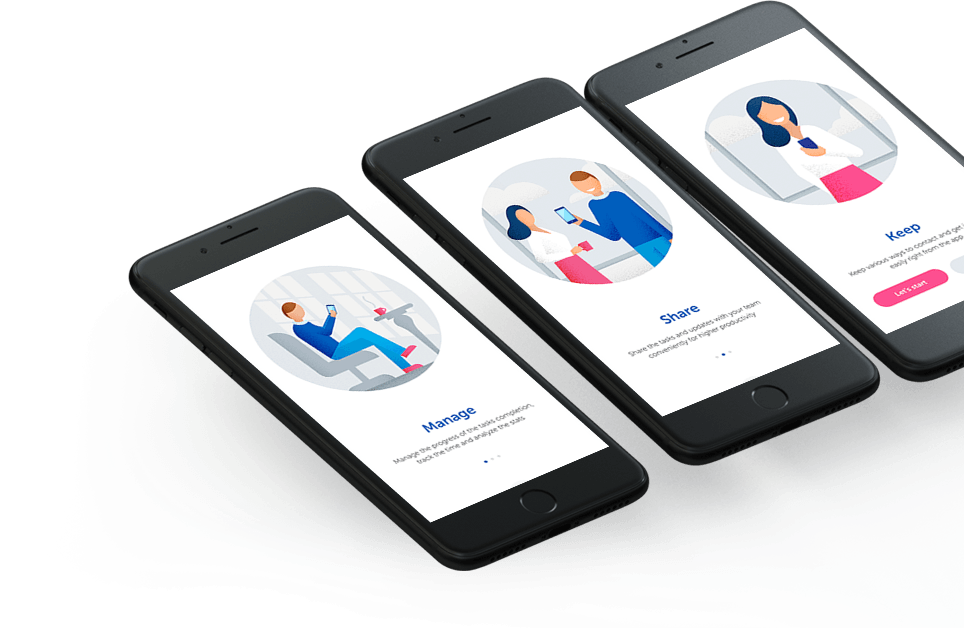 Manage
Manage the progress of the tasks completion,
track the time and analyze the stats
Share
Share the tasks and updates with your team
conveniently for higher productivity
Keep
Keep various ways to contact and get
easily right from the app
Let's start